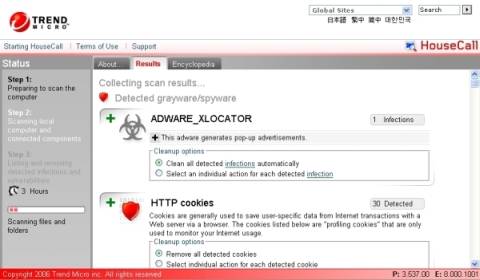 TREND
MICRO
Global Sites
Search
日本語 繁中 簡中 대한민국
Starting HouseCall | Terms of Use | Support
HouseCall
Status
About...
Results
Encyclopedia
Step 1:
Preparing to scan the
computer
Step 2:
Scanning local
computer and
connected components
Step 3:
Listing and removing
detected infections and
vulnerabilities
3 Hours
Scanning files and
folders
Collecting scan results...
Detected grayware/spyware
ADWARE_XLOCATOR
1 Infections
This adware generates pop-up advertisements.
Cleanup options
Clean all detected infections automatically
Select an individual action for each detected infection
HTTP cookies
30 Detected
Cookies are generally used to save user-specific data from Internet transactions with a
Web server via a browser. The cookies listed below are "profiling cookies" that are only
used to monitor your Internet usage.
Cleanup options
Remove all detected cookies
Select individual action for each detected cookie
Copyright 2006 Trend Micro inc. All rights reserved
P: 3.537.00 E: 8.000.1001